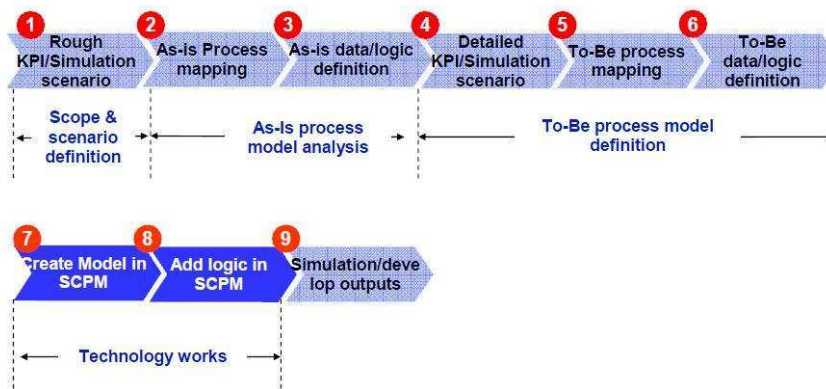 1
2
3
4
5
6
Rough
KPI/Simulation
scenario
As-is Process
mapping
As-is data/logic
definition
Detailed
KPI/Simulation
scenario
To-Be process
mapping
To-Be
data/logic
definition
Scope &
scenario
definition
As-Is process
model analysis
To-Be process model
definition
7
8
9
Create Model in
SCPM
Add logic in
SCPM
Simulation/deve
lop outputs
Technology works